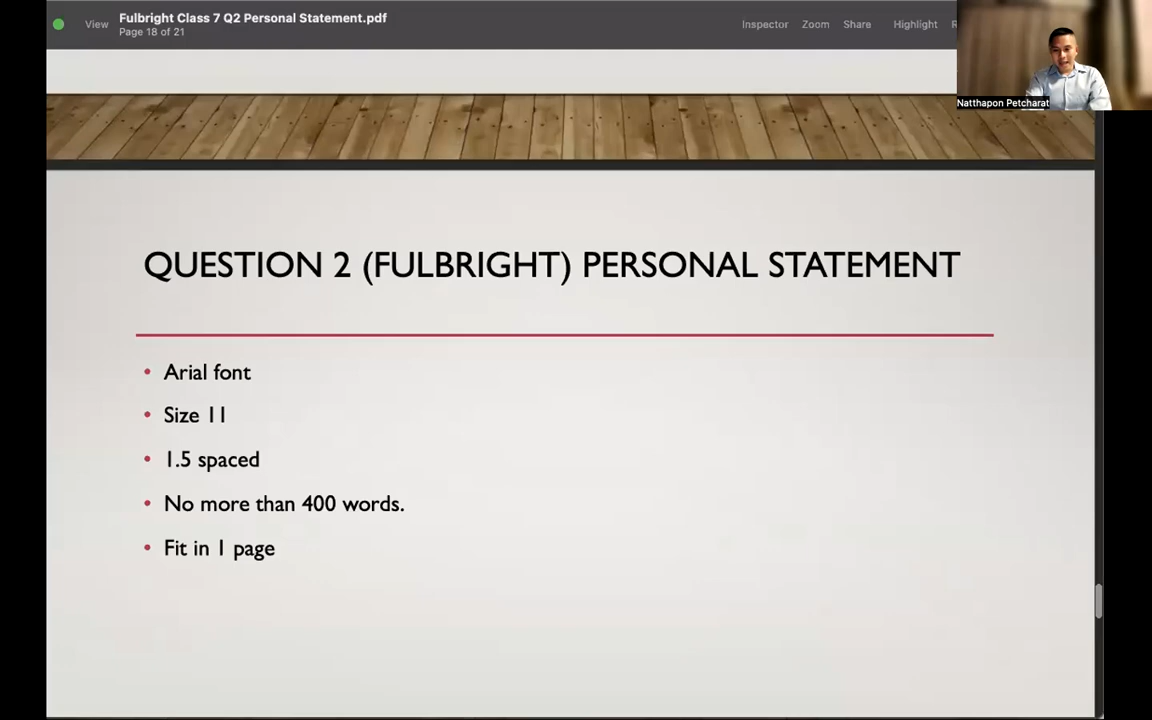 Fulbright Class 7 Q2 Personal Statement.pdf
Page 18 of 21
View
Inspector
Zoom
Share
Highlight
Natthapon Petcharat
QUESTION 2 (FULBRIGHT) PERSONAL STATEMENT
• Arial font
• Size 11
• 1.5 spaced
• No more than 400 words.
• Fit in 1 page